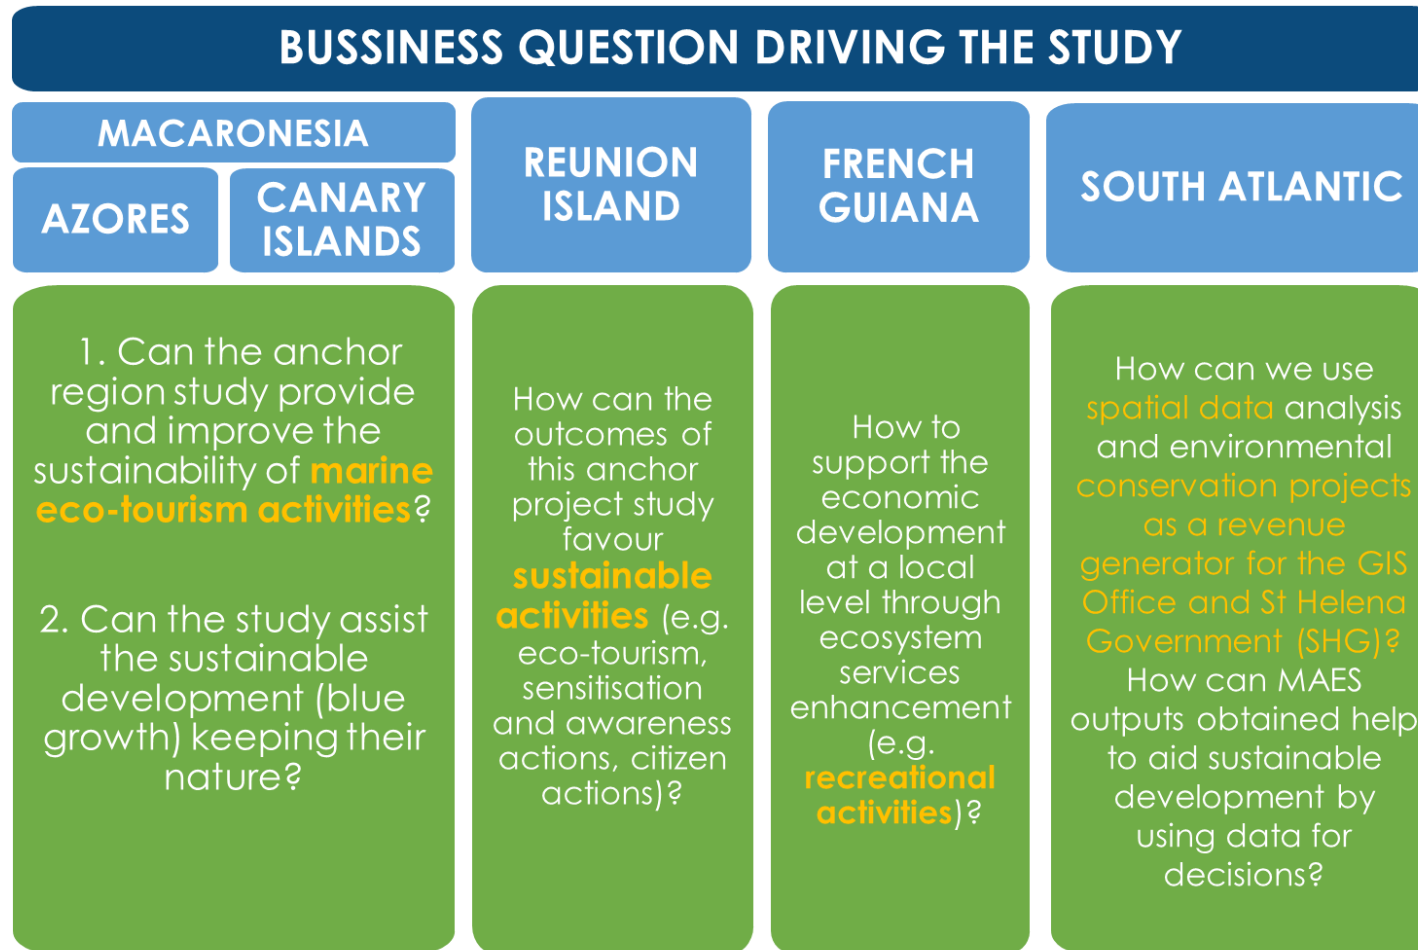 BUSSINESS QUESTION DRIVING THE STUDY
MACARONESIA
AZORES
CANARY
ISLANDS
REUNION
ISLAND
FRENCH
GUIANA
SOUTH ATLANTIC
1. Can the anchor
region study provide
and improve the
sustainability of marine
eco-tourism activities?
2. Can the study assist
the sustainable
development (blue
growth) keeping their
nature?
How can the
outcomes of
this anchor
project study
favour
sustainable
activities (e.g.
eco-tourism,
sensitisation
and awareness
actions, citizen
actions)?
How to
support the
economic
development
at a local
level through
ecosystem
services
enhancement
(e.g.
recreational
activities)?
How can we use
spatial data analysis
and environmental
conservation projects
as a revenue
generator for the GIS
Office and St Helena
Government (SHG)?
How can MAES
outputs obtained help
to aid sustainable
development by
using data for
decisions?